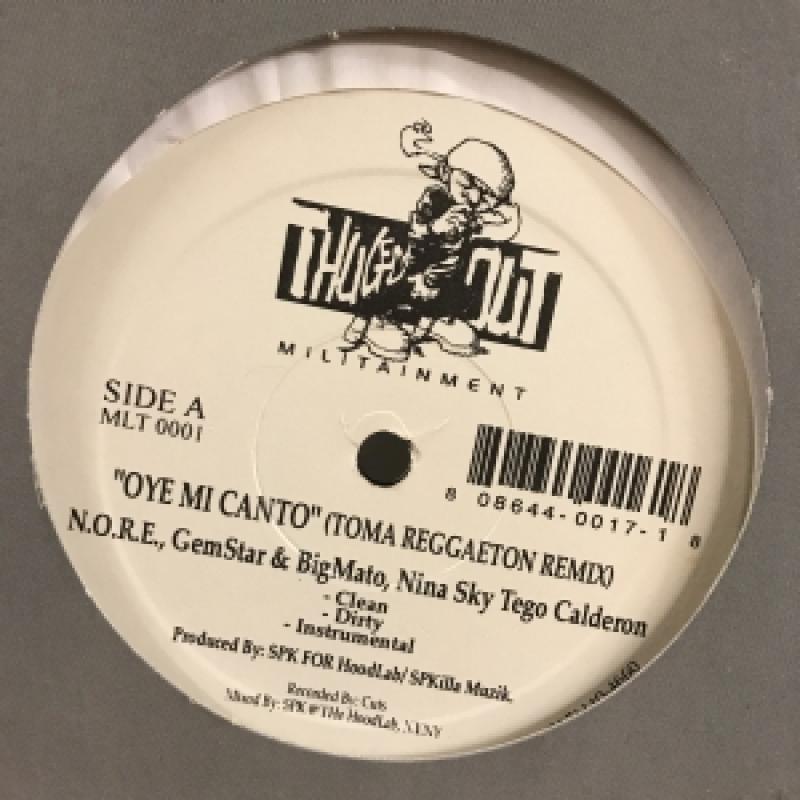 THUGGED OUT
MILITAINMENT
SIDE A
MLT 0001
8 08644-0017-1 8
"OYE MI CANTO" (TOMA REGGAETON REMIX)
N.O.R.E., GemStar & BigMato, Nina Sky Tego Calderon
- Clean
- Dirty
- Instrumental
Produced By: SPK FOR HoodLab/ SPKilla Muzik.
Recorded By: Cuts
Mixed By: SPK @ THe HoodLab, N.Y.NY